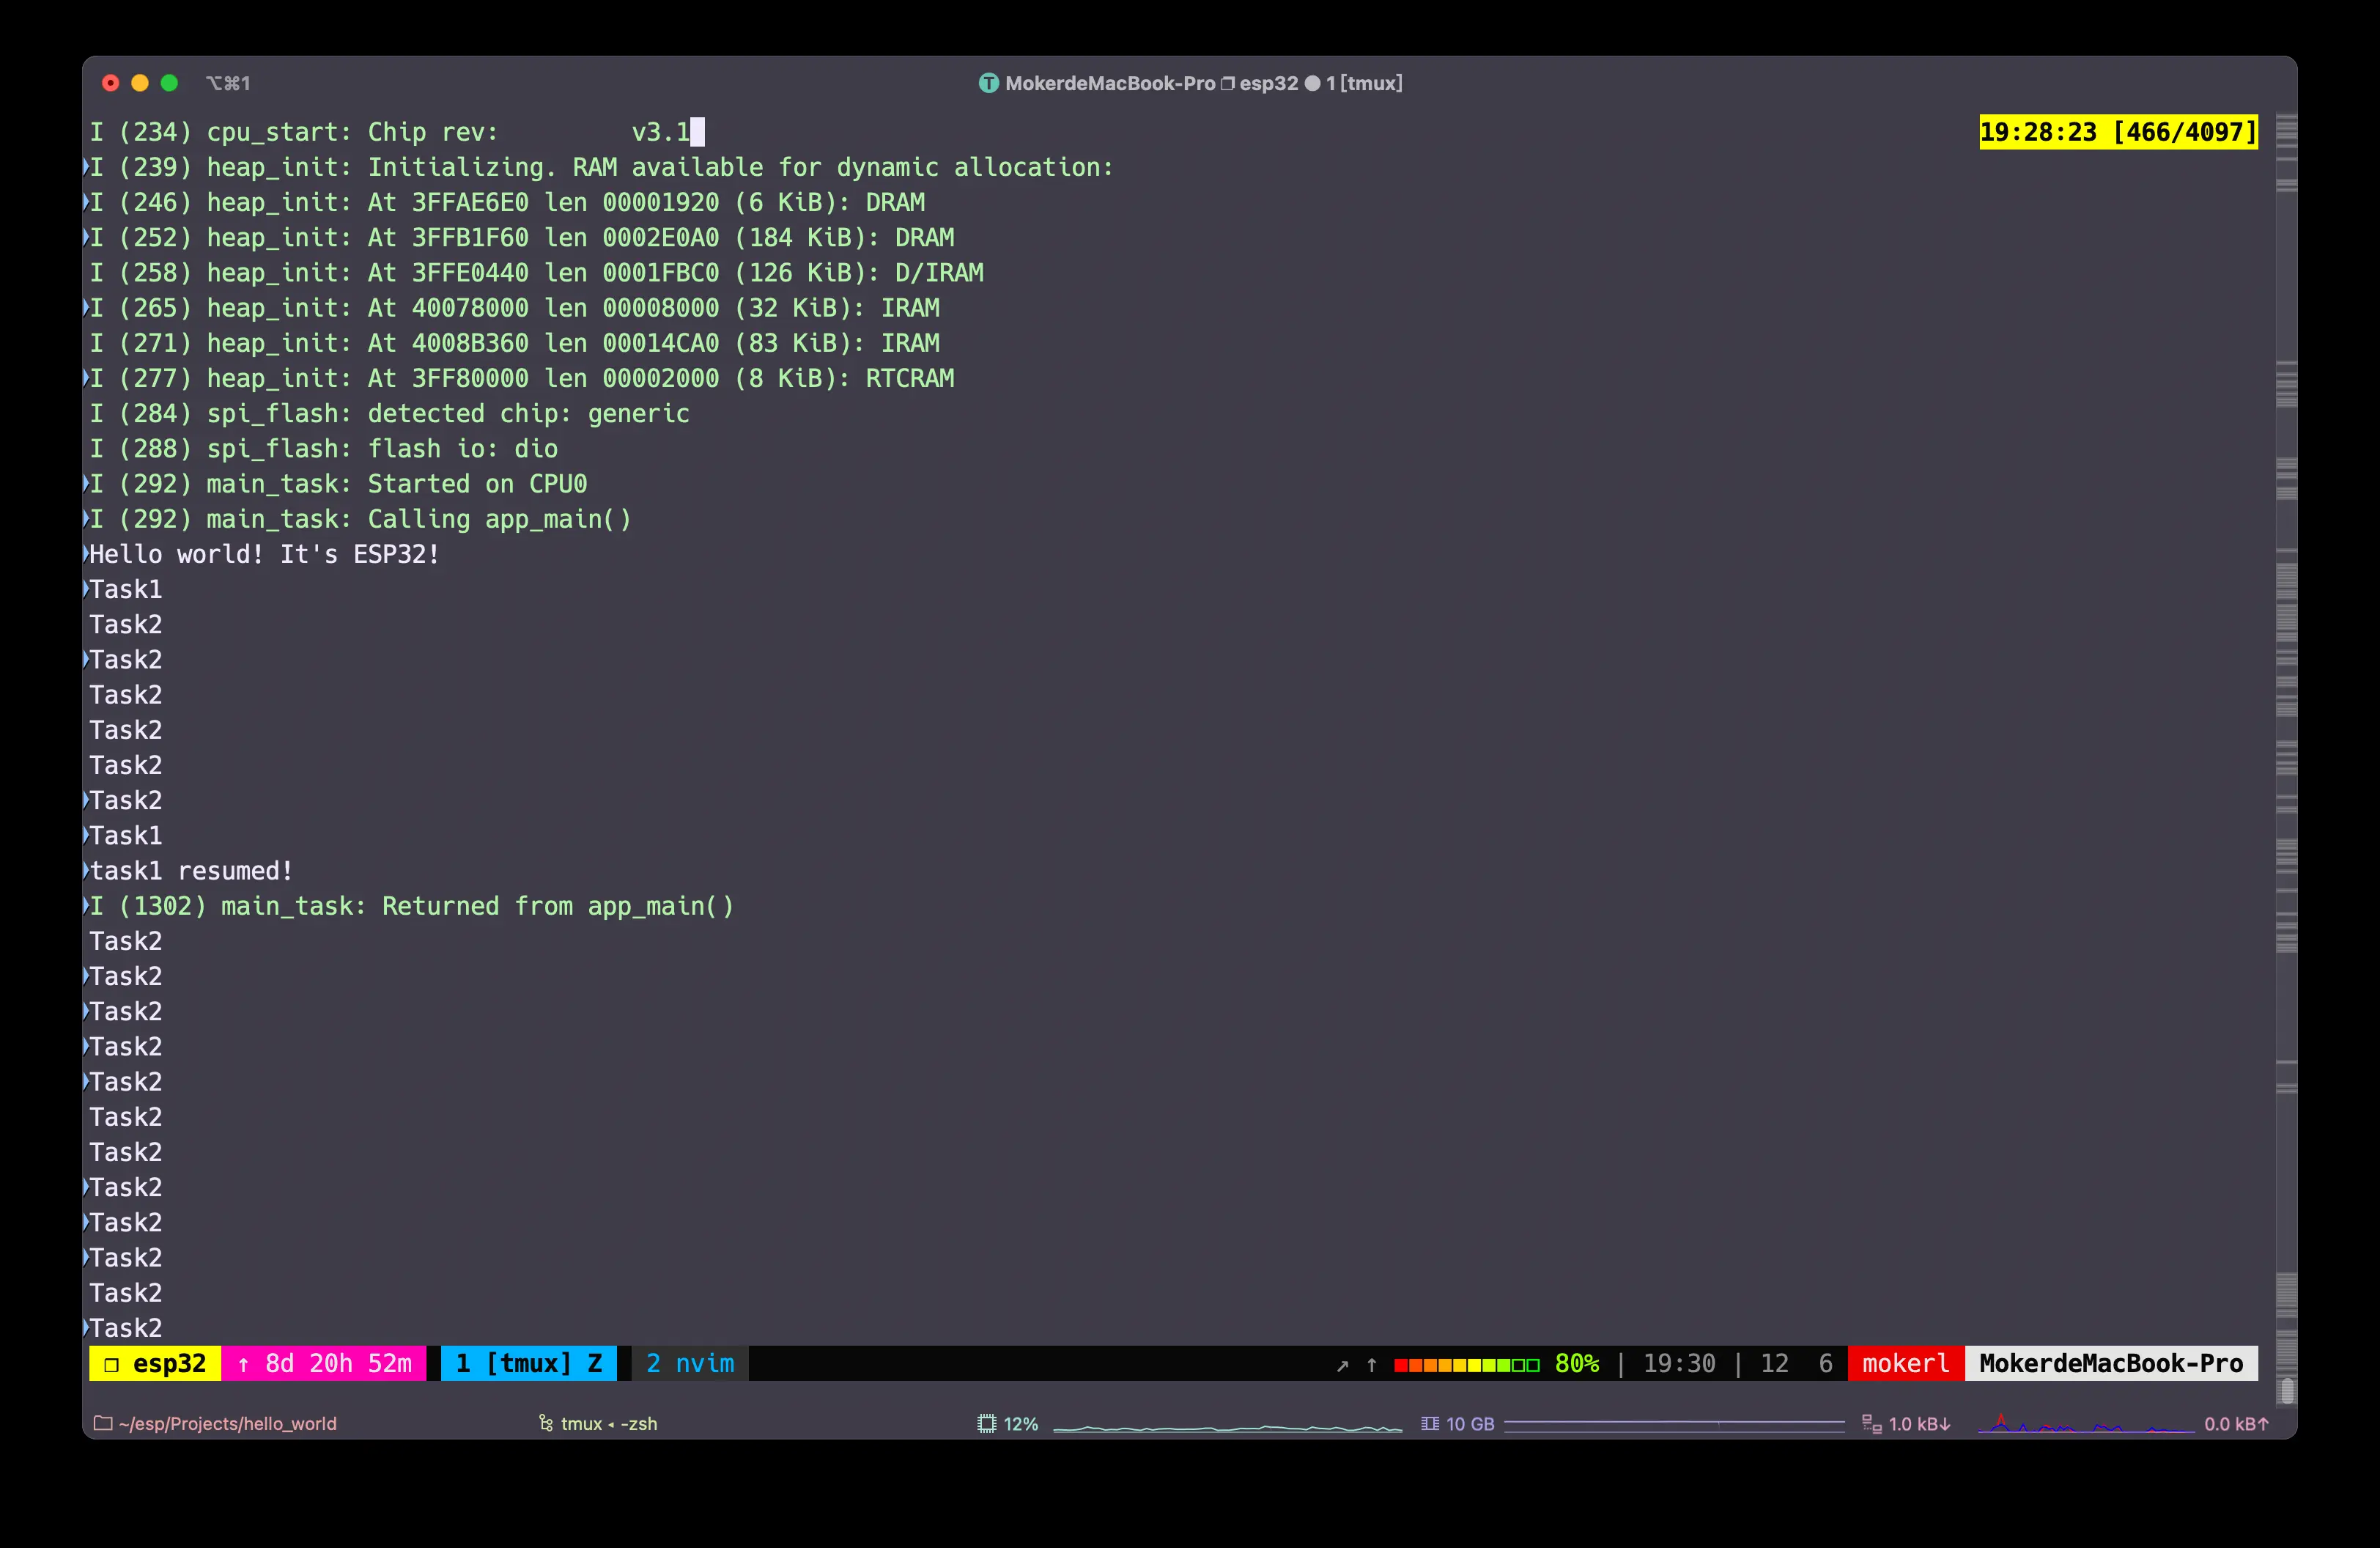 ⌥⌘1
T MokerdeMacBook-Pro ❐ esp32 ● 1 [tmux]
I (234) cpu_start: Chip rev:         v3.1
19:28:23 [466/4097]
I (239) heap_init: Initializing. RAM available for dynamic allocation:
I (246) heap_init: At 3FFAE6E0 len 00001920 (6 KiB): DRAM
I (252) heap_init: At 3FFB1F60 len 0002E0A0 (184 KiB): DRAM
I (258) heap_init: At 3FFE0440 len 0001FBC0 (126 KiB): D/IRAM
I (265) heap_init: At 40078000 len 00008000 (32 KiB): IRAM
I (271) heap_init: At 4008B360 len 00014CA0 (83 KiB): IRAM
I (277) heap_init: At 3FF80000 len 00002000 (8 KiB): RTCRAM
I (284) spi_flash: detected chip: generic
I (288) spi_flash: flash io: dio
I (292) main_task: Started on CPU0
I (292) main_task: Calling app_main()
Hello world! It's ESP32!
Task1
Task2
Task2
Task2
Task2
Task2
Task2
Task1
task1 resumed!
I (1302) main_task: Returned from app_main()
Task2
Task2
Task2
Task2
Task2
Task2
Task2
Task2
Task2
Task2
Task2
Task2
❐ esp32 ↑ 8d 20h 52m 1 [tmux] Z 2 nvim ↗ ↑ 80% | 19:30 | 12 6 mokerl MokerdeMacBook-Pro
~/esp/Projects/hello_world tmux ◂ -zsh 12% 10 GB 1.0 kB↓ 0.0 kB↑